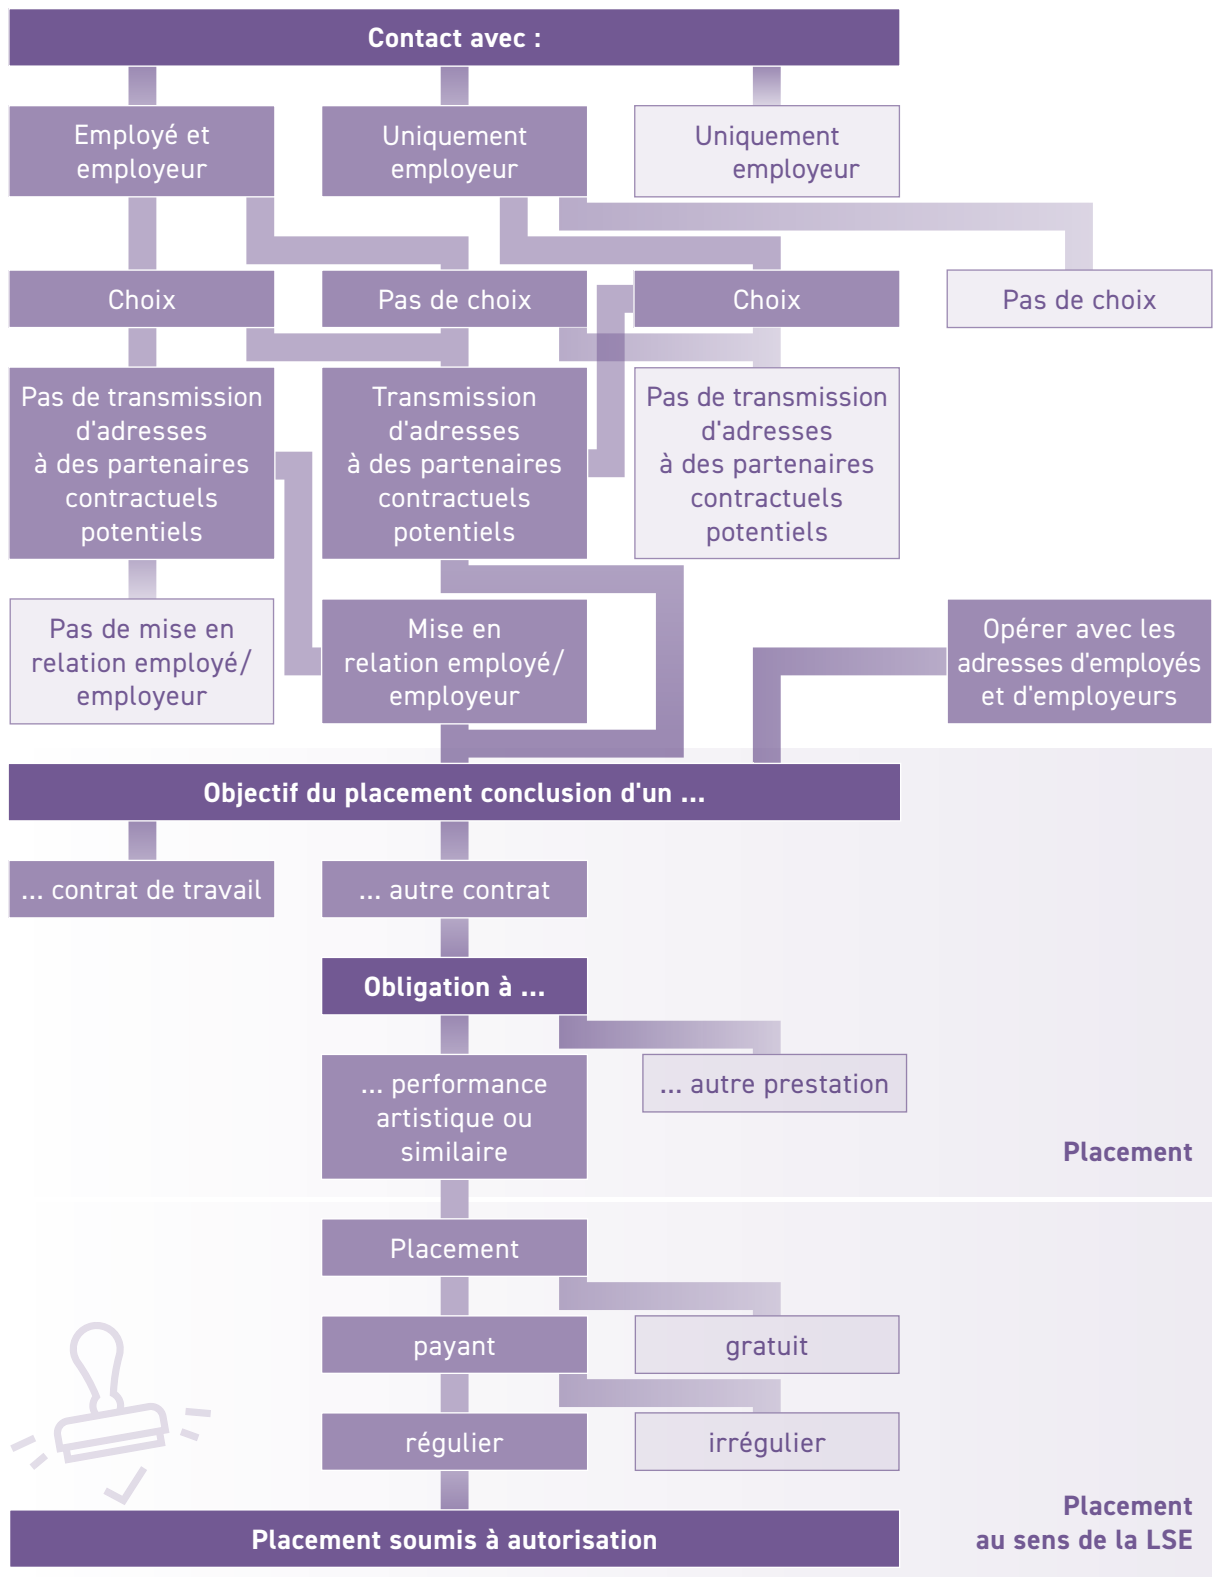 Contact avec :
Employé et
employeur
Uniquement
employeur
Uniquement
employeur
Choix
Pas de choix
Choix
Pas de choix
Pas de transmission
d'adresses
à des partenaires
contractuels
potentiels
Transmission
d'adresses
à des partenaires
contractuels
potentiels
Pas de transmission
d'adresses
à des partenaires
contractuels
potentiels
Pas de mise en
relation employé/
employeur
Mise en
relation employé/
employeur
Opérer avec les
adresses d'employés
et d'employeurs
Objectif du placement conclusion d'un ...
... contrat de travail
... autre contrat
Obligation à ...
... performance
artistique ou
similaire
... autre prestation
Placement
Placement
payant
gratuit
régulier
irrégulier
Placement
au sens de la LSE
Placement soumis à autorisation